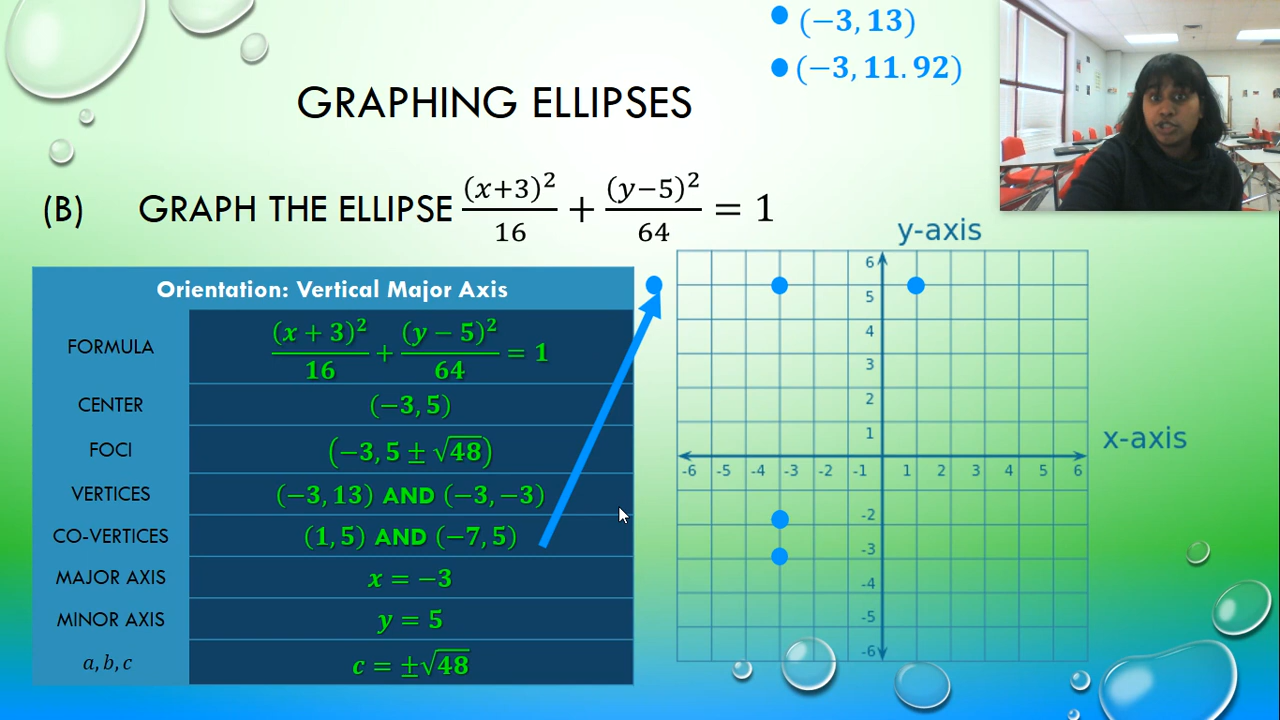 (−3, 13)
(−3, 11.92)
GRAPHING ELLIPSES
(B) GRAPH THE ELLIPSE (x+3)²/16 + (y−5)²/64 = 1
Orientation: Vertical Major Axis
FORMULA (x + 3)²/16 + (y − 5)²/64 = 1
CENTER (−3, 5)
FOCI (−3, 5 ± √48)
VERTICES (−3, 13) AND (−3, −3)
CO-VERTICES (1, 5) AND (−7, 5)
MAJOR AXIS x = −3
MINOR AXIS y = 5
a, b, c c = ±√48
y-axis
6
5
4
3
2
1
x-axis
-6 -5 -4 -3 -2 -1 1 2 3 4 5 6
-2
-3
-4
-5
-6